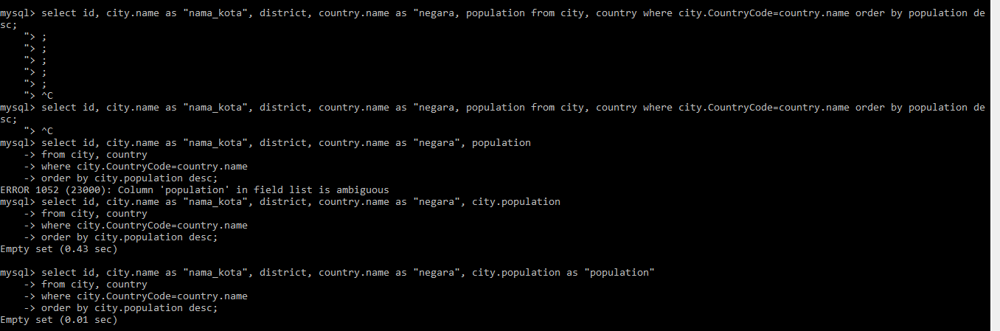 mysql> select id, city.name as "nama_kota", district, country.name as "negara, population from city, country where city.CountryCode=country.name order by population de
sc;
    "> ;
    "> ;
    "> ;
    "> ;
    "> ;
    "> ^C
mysql> select id, city.name as "nama_kota", district, country.name as "negara, population from city, country where city.CountryCode=country.name order by population de
sc;
    "> ^C
mysql> select id, city.name as "nama_kota", district, country.name as "negara", population
    -> from city, country
    -> where city.CountryCode=country.name
    -> order by city.population desc;
ERROR 1052 (23000): Column 'population' in field list is ambiguous
mysql> select id, city.name as "nama_kota", district, country.name as "negara", city.population
    -> from city, country
    -> where city.CountryCode=country.name
    -> order by city.population desc;
Empty set (0.43 sec)

mysql> select id, city.name as "nama_kota", district, country.name as "negara", city.population as "population"
    -> from city, country
    -> where city.CountryCode=country.name
    -> order by city.population desc;
Empty set (0.01 sec)